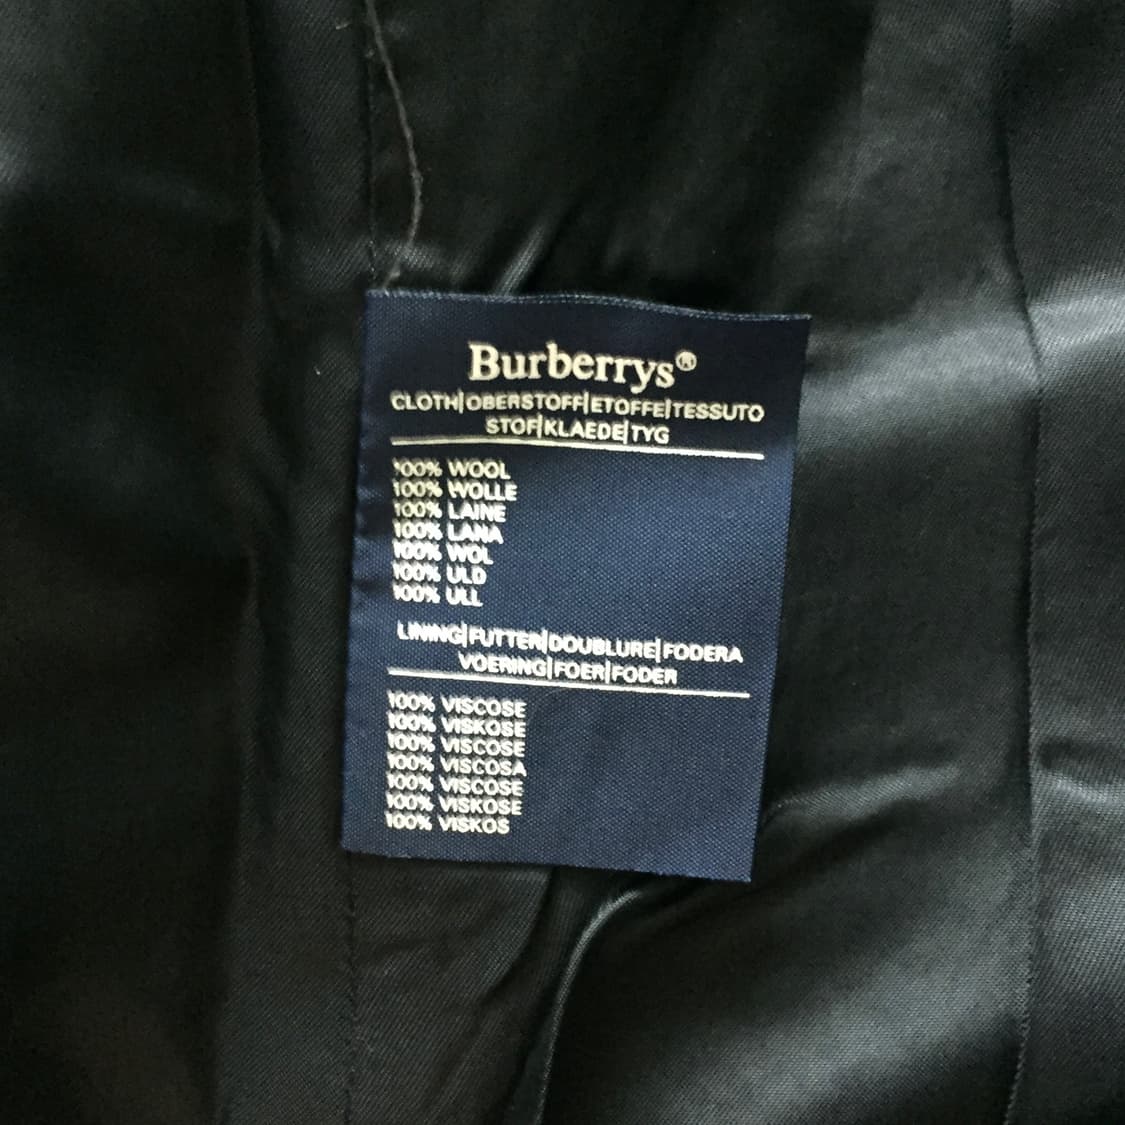 Burberrys®
CLOTH|OBERSTOFF|ETOFFE|TESSUTO
STOF|KLAEDE|TYG
100% WOOL
100% WOLLE
100% LAINE
100% LANA
100% WOL
100% ULD
100% ULL
LINING|FUTTER|DOUBLURE|FODERA
VOERING|FOER|FODER
100% VISCOSE
100% VISKOSE
100% VISCOSE
100% VISCOSA
100% VISCOSE
100% VISKOSE
100% VISKOS